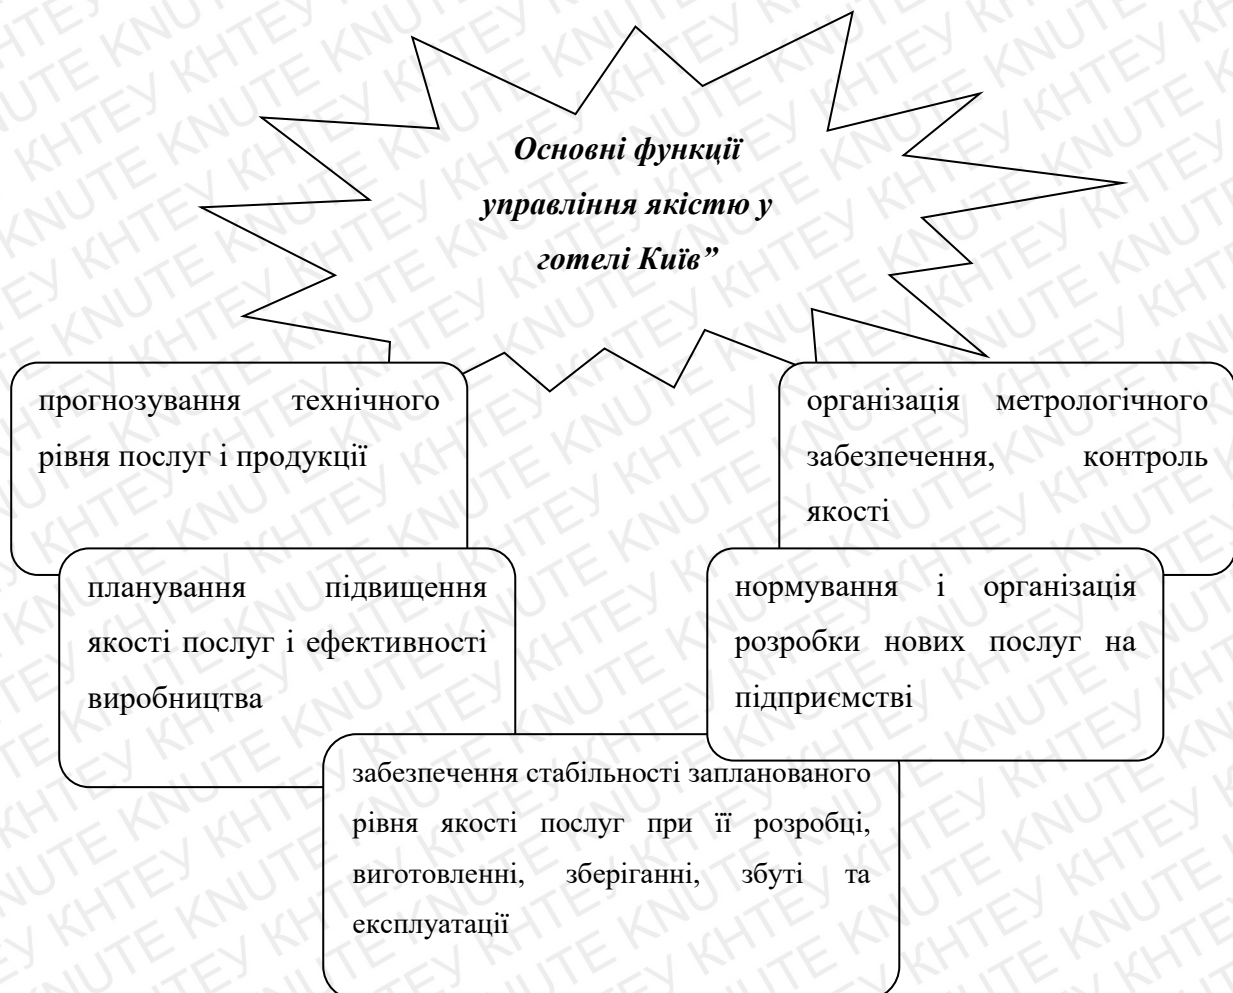 Основні функції
управління якістю у
готелі Київ”
прогнозування технічного
рівня послуг і продукції
організація метрологічного
забезпечення, контроль
якості
планування підвищення
якості послуг і ефективності
виробництва
нормування і організація
розробки нових послуг на
підприємстві
забезпечення стабільності запланованого
рівня якості послуг при її розробці,
виготовленні, зберіганні, збуті та
експлуатації